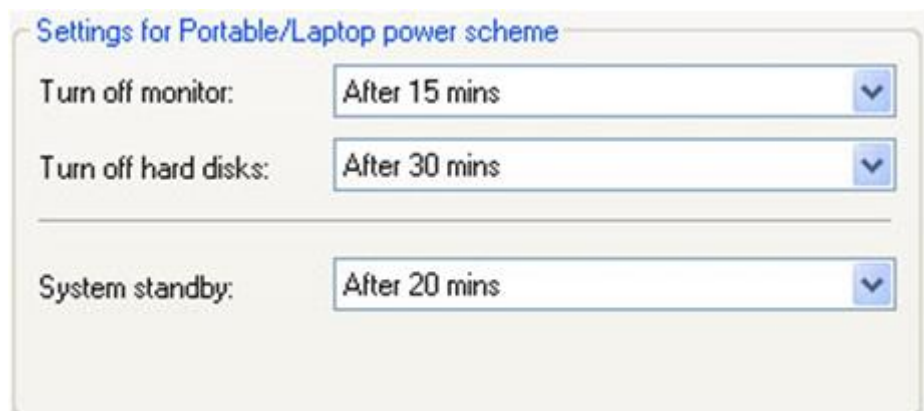 Settings for Portable/Laptop power scheme
Turn off monitor: After 15 mins
Turn off hard disks: After 30 mins
System standby: After 20 mins